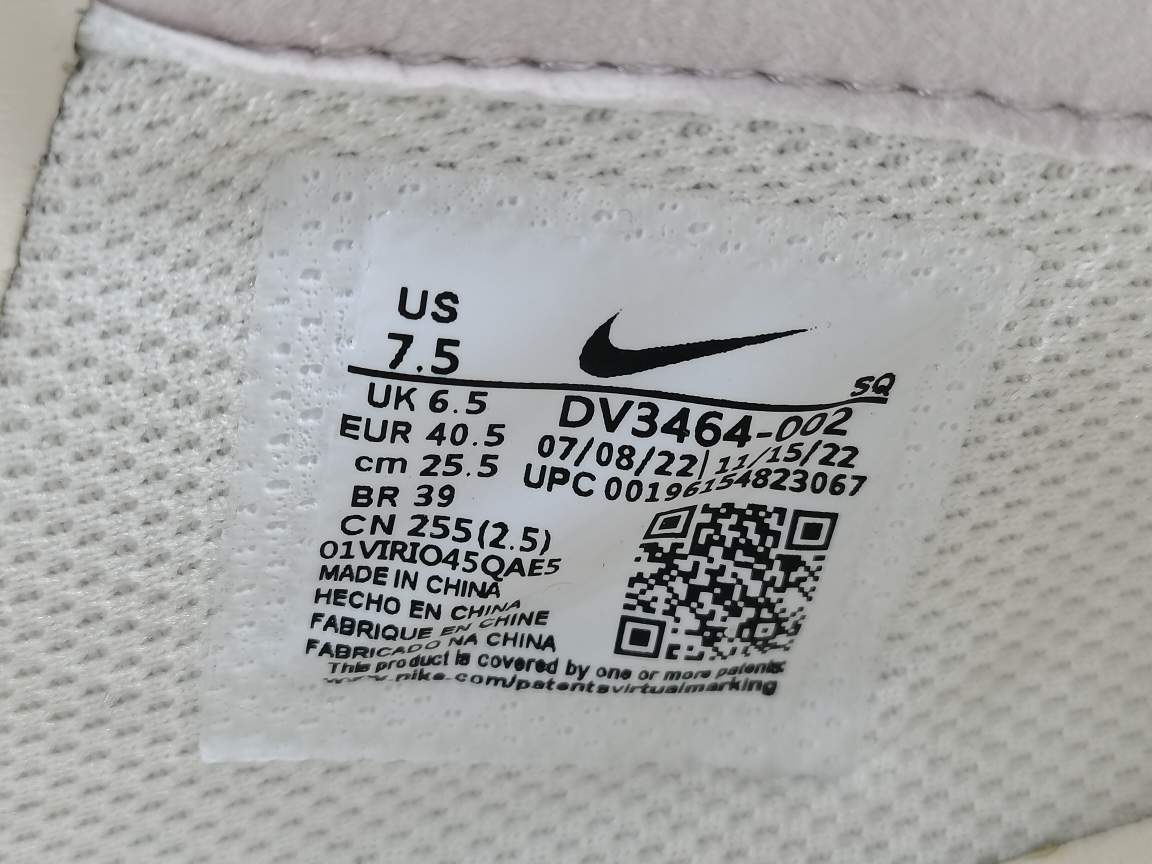 US
7.5
SQ
UK 6.5
DV3464-002
EUR 40.5
07/08/22|11/15/22
cm 25.5
UPC 00196154823067
BR 39
CN 255(2.5)
01VIRIO45QAE5
MADE IN CHINA
HECHO EN CHINA
FABRIQUE EN CHINE
FABRICADO NA CHINA
This product is covered by one or more patents:
www.nike.com/patentsvirtualmarking